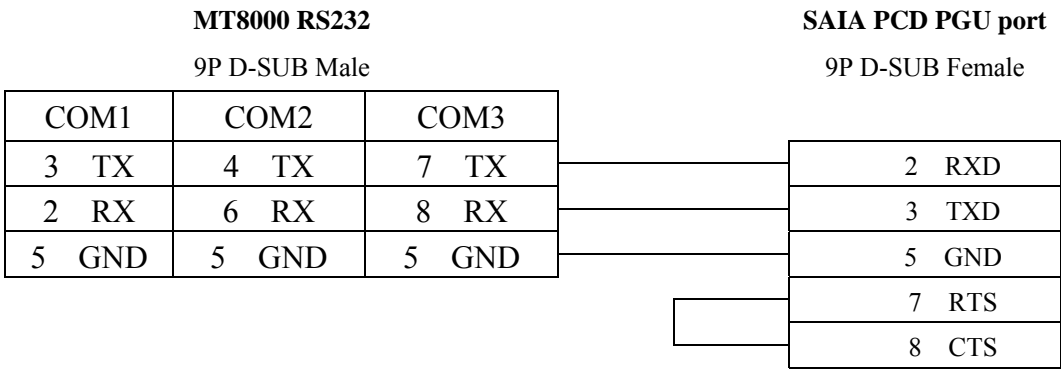 MT8000 RS232 SAIA PCD PGU port
9P D-SUB Male 9P D-SUB Female
COM1 COM2 COM3
3 TX 4 TX 7 TX 2 RXD
2 RX 6 RX 8 RX 3 TXD
5 GND 5 GND 5 GND 5 GND
7 RTS
8 CTS